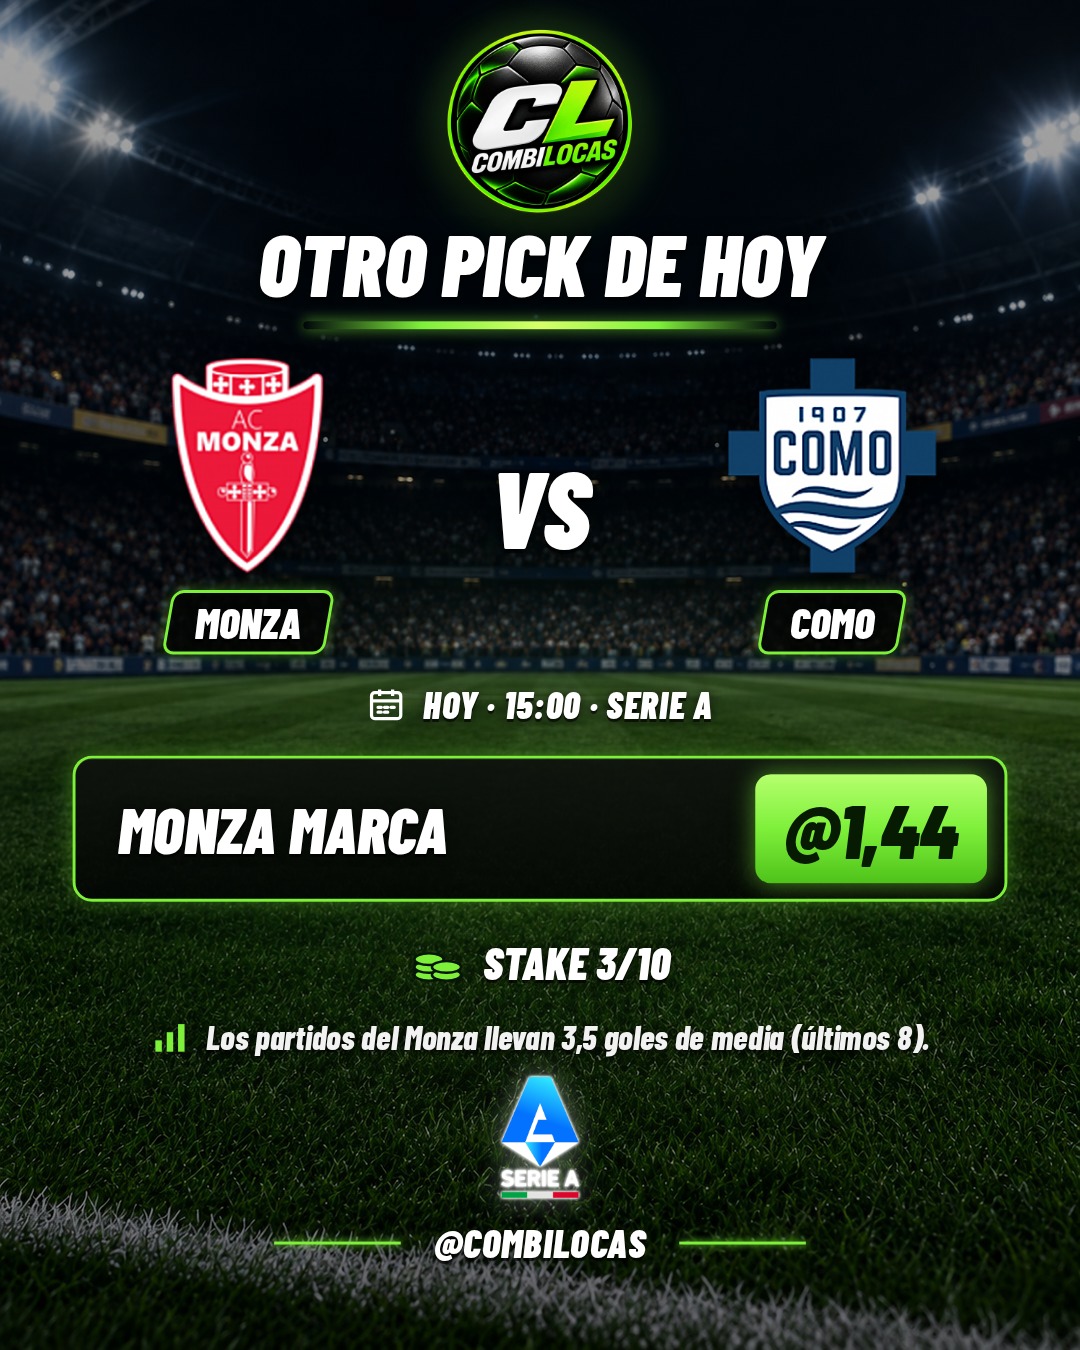 CL
COMBILOCAS
OTRO PICK DE HOY
AC
MONZA
1907
COMO
VS
MONZA
COMO
HOY · 15:00 · SERIE A
MONZA MARCA
@1,44
STAKE 3/10
Los partidos del Monza llevan 3,5 goles de media (últimos 8).
SERIE A
@COMBILOCAS